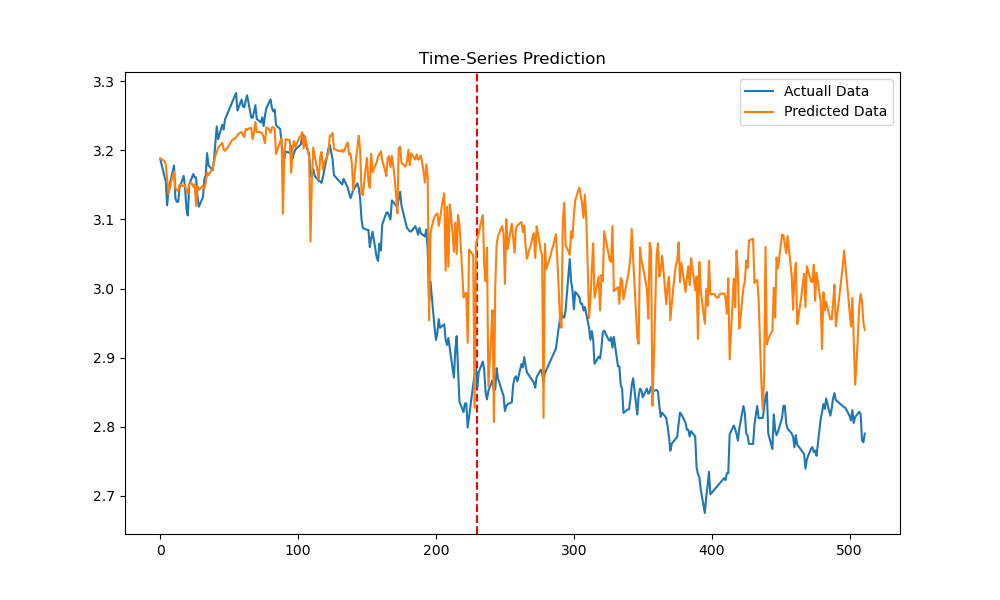 Time-Series Prediction
Actuall Data
Predicted Data
3.3
3.2
3.1
3.0
2.9
2.8
2.7
0 100 200 300 400 500